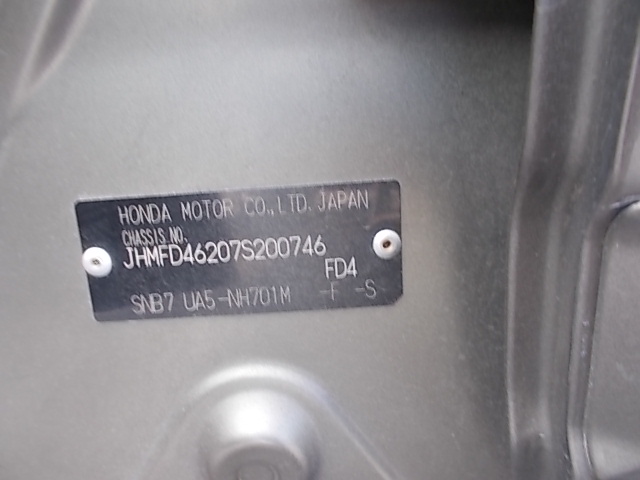 HONDA MOTOR CO.,LTD. JAPAN
CHASSIS NO.
JHMFD46207S200746
FD4
SNB7 UA5-NH701M -F -S